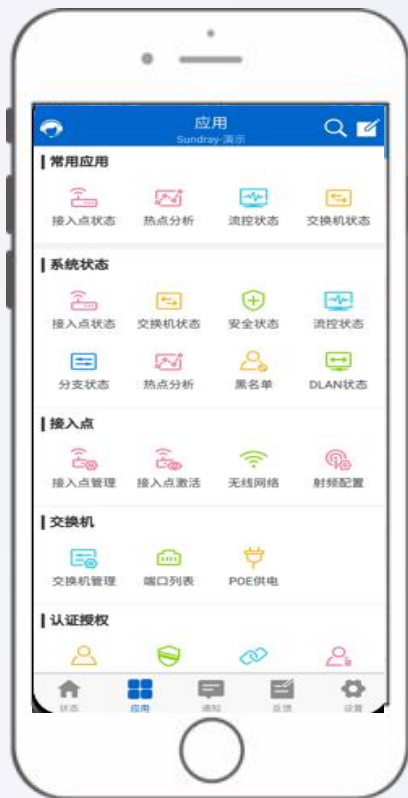 应用
Sundray-演示
常用应用
接入点状态 热点分析 流控状态 交换机状态
系统状态
接入点状态 交换机状态 安全状态 流控状态
分支状态 热点分析 黑名单 DLAN状态
接入点
接入点管理 接入点激活 无线网络 射频配置
交换机
交换机管理 端口列表 POE供电
认证授权
状态 应用 通知 反馈 设置